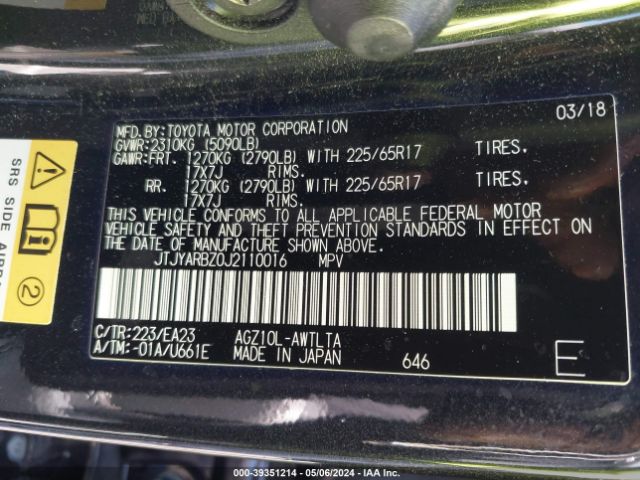 03/18
MFD. BY: TOYOTA MOTOR CORPORATION
GVWR: 2310KG (5090LB)
GAWR: FRT. 1270KG (2790LB) WITH 225/65R17 TIRES.
17X7J RIMS.
RR. 1270KG (2790LB) WITH 225/65R17 TIRES.
17X7J RIMS.
THIS VEHICLE CONFORMS TO ALL APPLICABLE FEDERAL MOTOR
VEHICLE SAFETY AND THEFT PREVENTION STANDARDS IN EFFECT ON
THE DATE OF MANUFACTURE SHOWN ABOVE.
JTJYARBZ0J2110016 MPV
C/TR: 223/EA23 AGZ10L-AWTLTA
A/TM: -01A/U661E MADE IN JAPAN 646
E
SRS SIDE
2
000-39351214 - 05/06/2024 - IAA Inc.